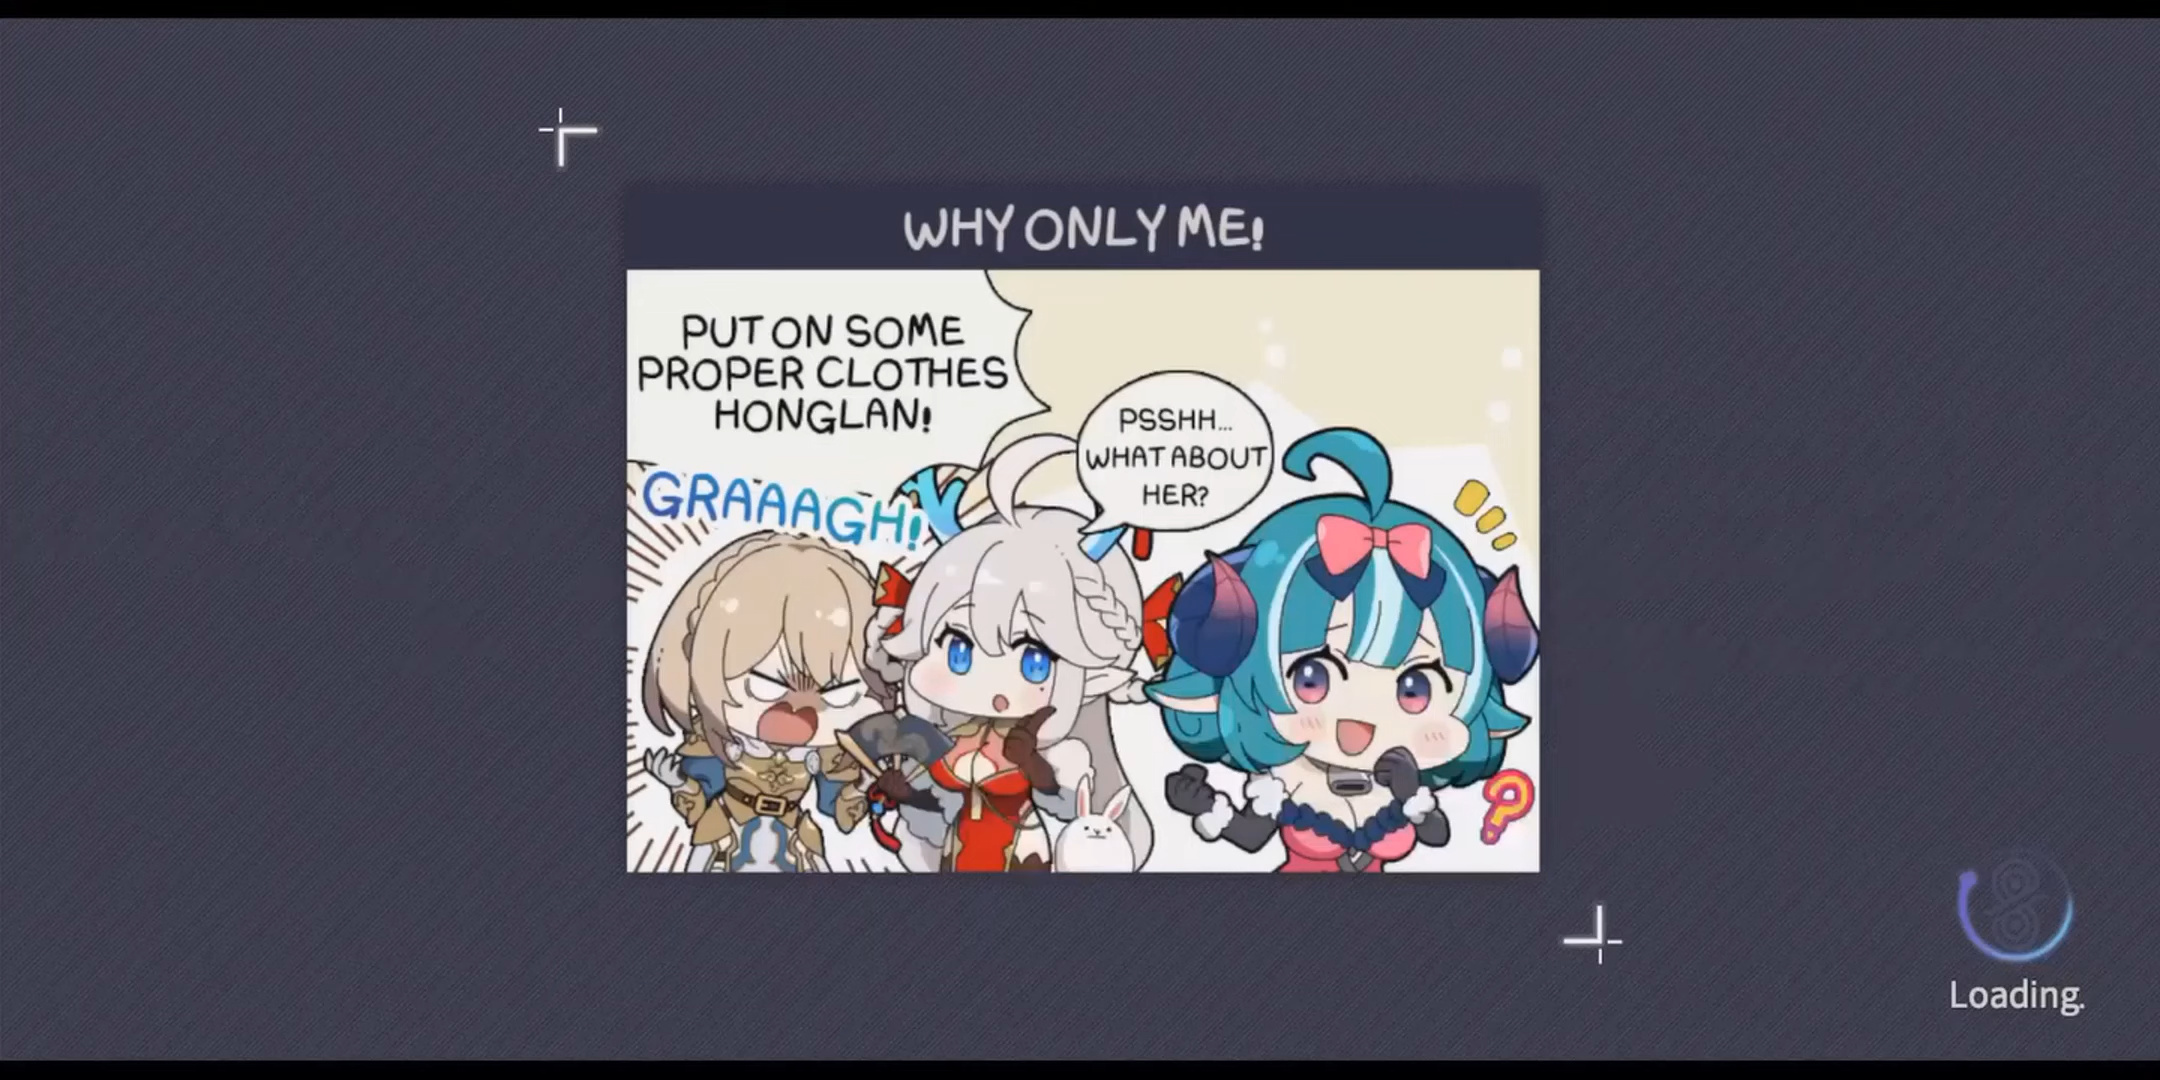 WHY ONLY ME!
PUT ON SOME
PROPER CLOTHES
HONGLAN!
GRAAAGH!
PSSHH...
WHAT ABOUT
HER?
Loading.